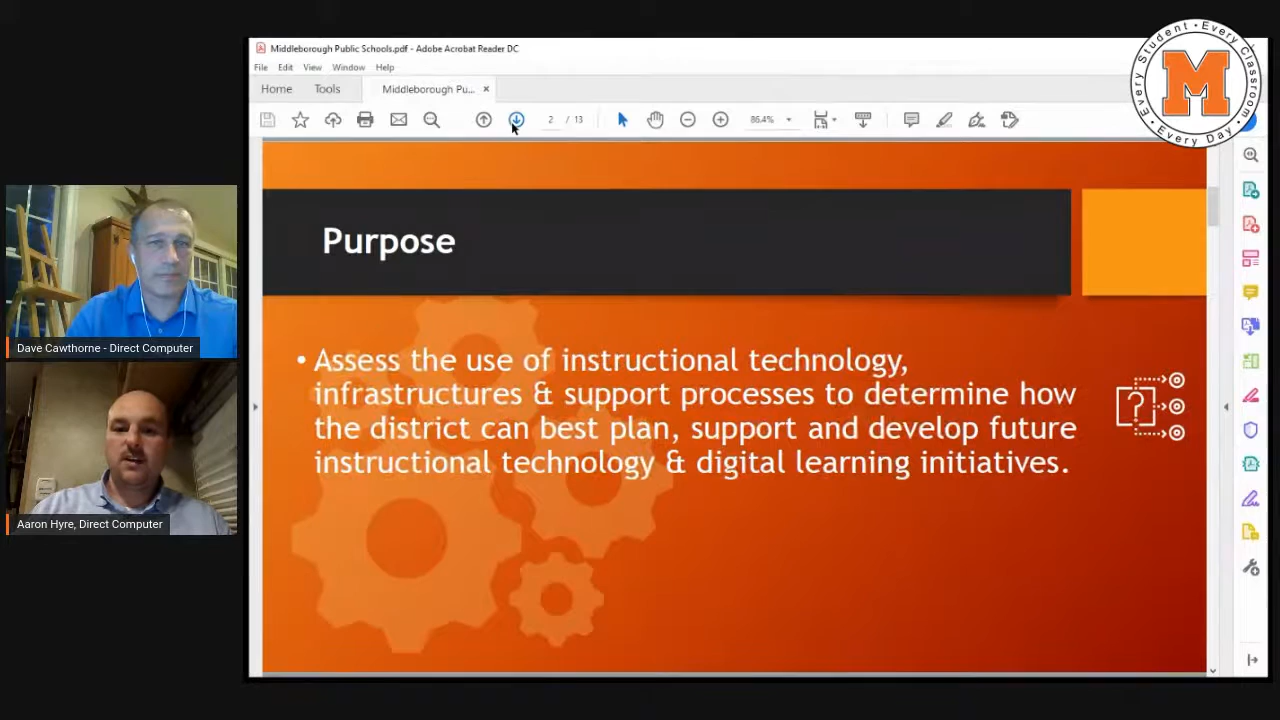 Middleborough Public Schools.pdf - Adobe Acrobat Reader DC
File Edit View Window Help
Home Tools Middleborough Pu... ×
2 / 13 86.4%
Every Student • Every Classroom • Every Day
M
Purpose
• Assess the use of instructional technology,
infrastructures & support processes to determine how
the district can best plan, support and develop future
instructional technology & digital learning initiatives.
?
Dave Cawthorne - Direct Computer
Aaron Hyre, Direct Computer